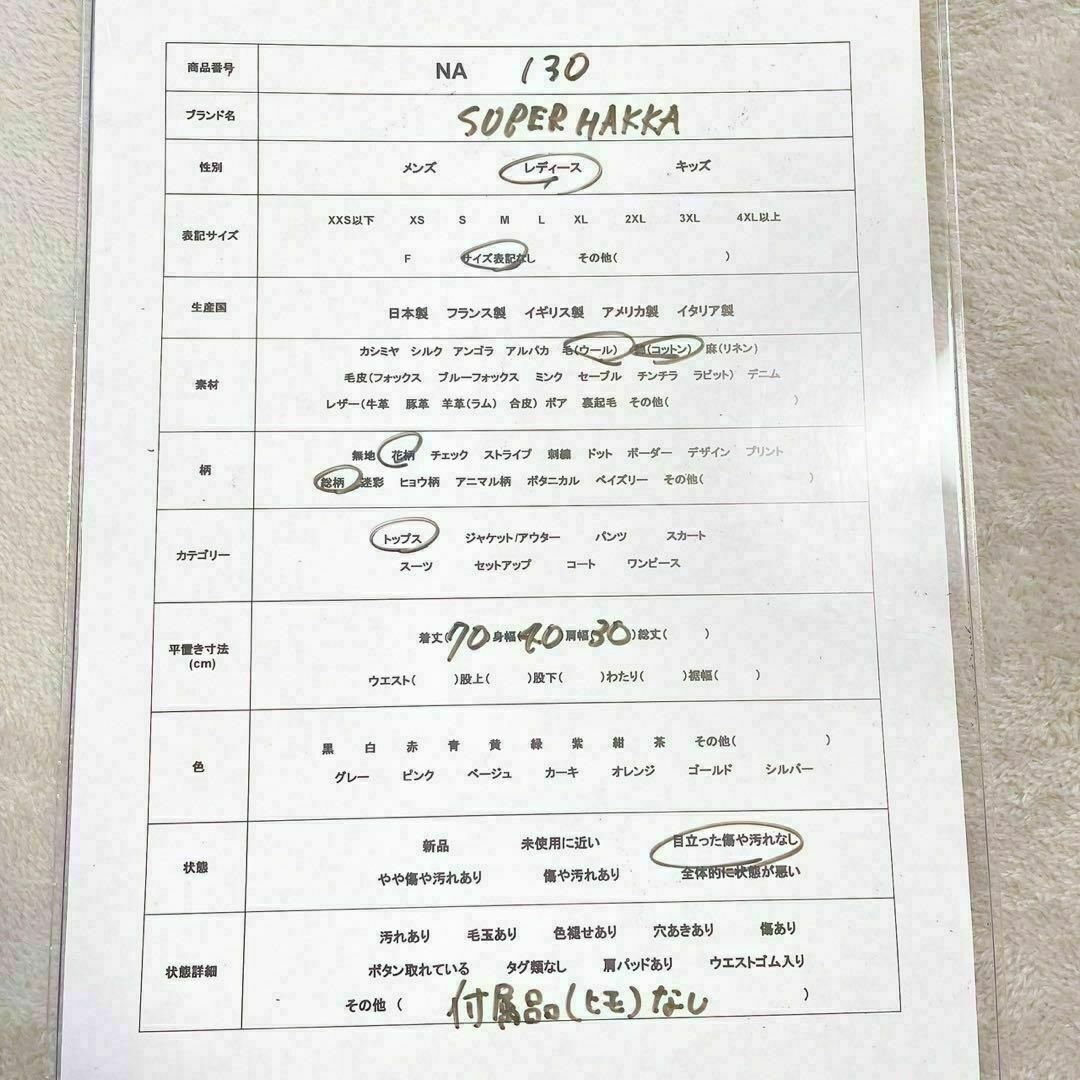 商品番号 NA 130
ブランド名 SUPER HAKKA
性別 メンズ レディース キッズ
表記サイズ
XXS以下 XS S M L XL 2XL 3XL 4XL以上
F サイズ表記なし その他( )
生産国 日本製 フランス製 イギリス製 アメリカ製 イタリア製
素材
カシミヤ シルク アンゴラ アルパカ 毛(ウール) (コットン) 麻(リネン)
毛皮(フォックス ブルーフォックス ミンク セーブル チンチラ ラビット) デニム
レザー(牛革 豚革 羊革(ラム) 合皮) ボア 裏起毛 その他( )
柄
無地 花柄 チェック ストライプ 刺繍 ドット ボーダー デザイン プリント
総柄 迷彩 ヒョウ柄 アニマル柄 ボタニカル ペイズリー その他( )
カテゴリー
トップス ジャケット/アウター パンツ スカート
スーツ セットアップ コート ワンピース
平置き寸法
(cm)
着丈(70 身幅(40 肩幅(30)総丈( )
ウエスト( )股上( )股下( )わたり( )裾幅( )
色
黒 白 赤 青 黄 緑 紫 紺 茶 その他( )
グレー ピンク ベージュ カーキ オレンジ ゴールド シルバー
状態
新品 未使用に近い 目立った傷や汚れなし
やや傷や汚れあり 傷や汚れあり 全体的に状態が悪い
状態詳細
汚れあり 毛玉あり 色褪せあり 穴あきあり 傷あり
ボタン取れている タグ類なし 肩パッドあり ウエストゴム入り
その他 ( 付属品(ヒモ)なし )